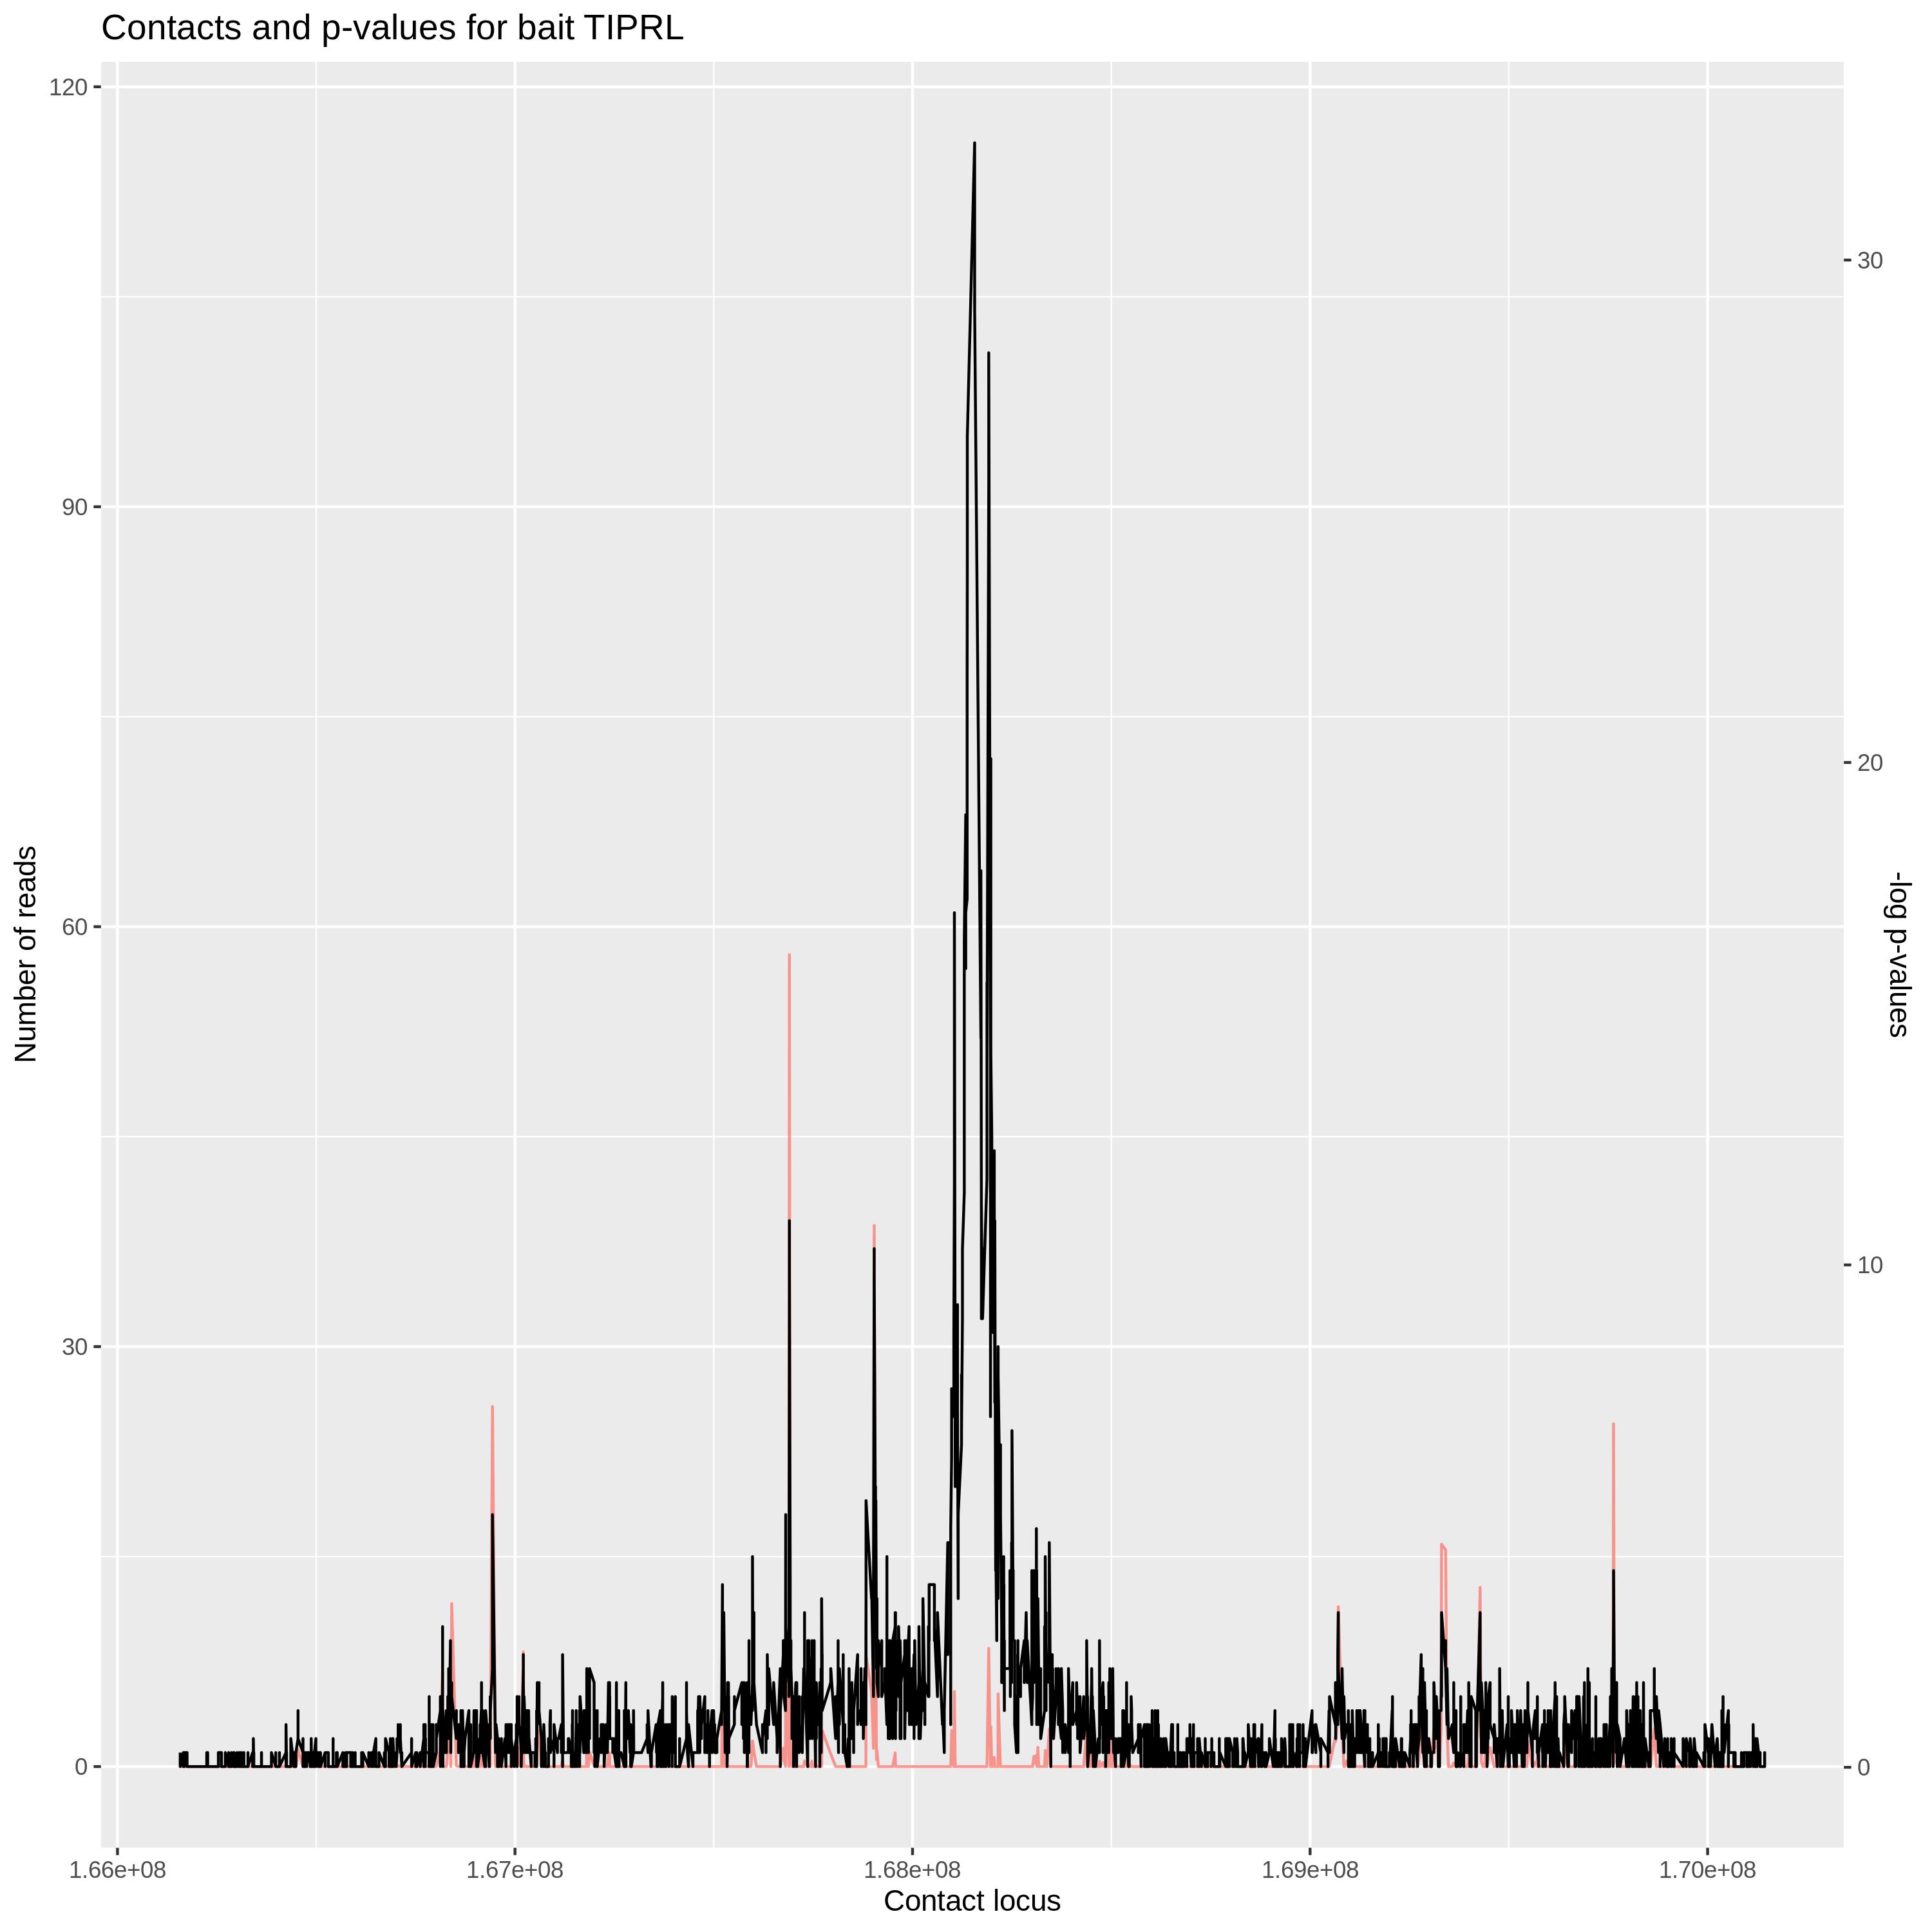 Contacts and p-values for bait TIPRL
120
90
60
30
0
Number of reads
30
20
10
0
-log p-values
1.66e+08
1.67e+08
1.68e+08
1.69e+08
1.70e+08
Contact locus